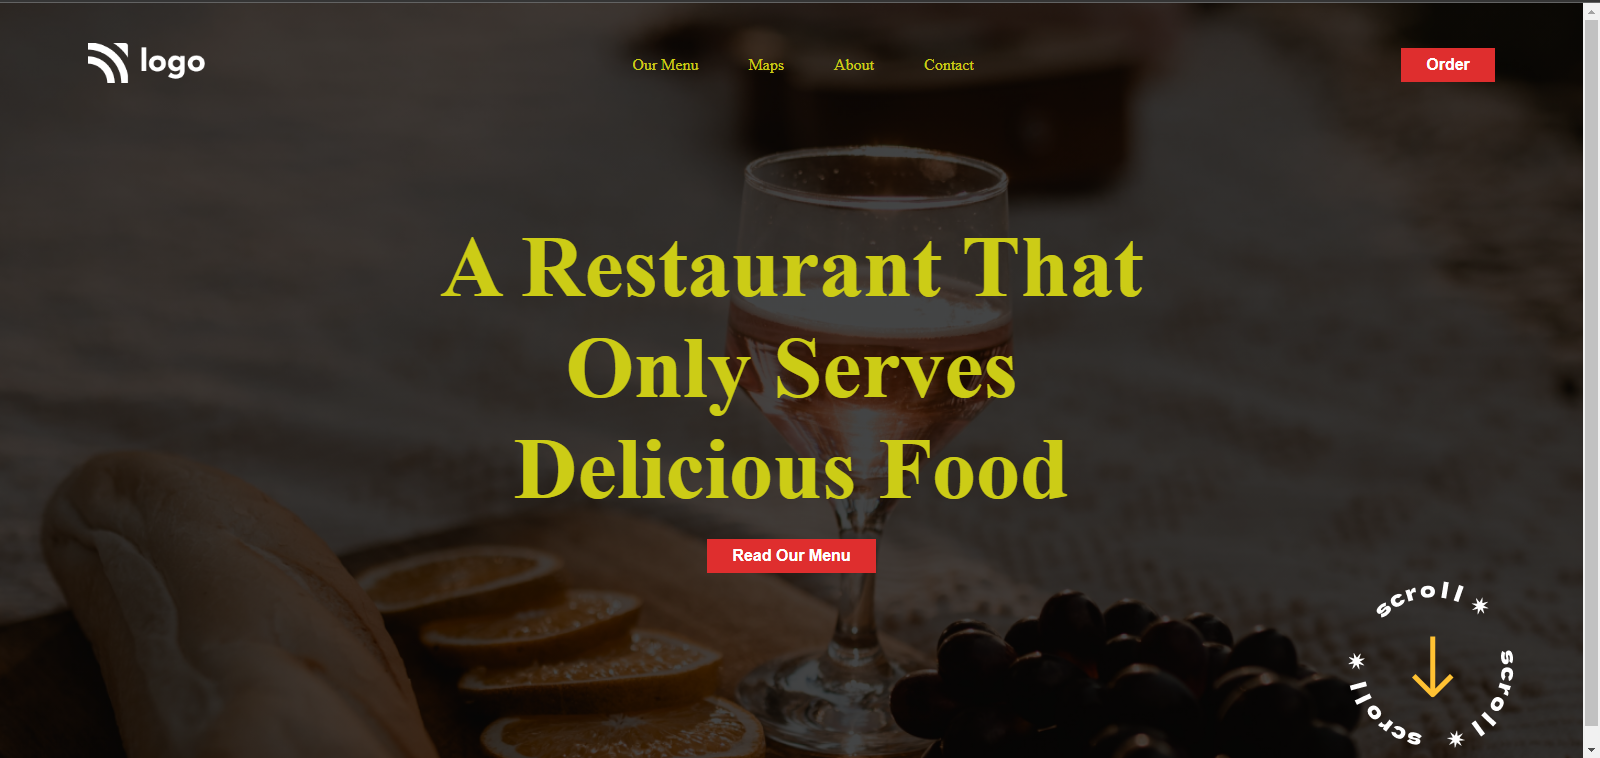 logo
Our Menu
Maps
About
Contact
Order
A Restaurant That
Only Serves
Delicious Food
Read Our Menu
scroll
scroll
scroll